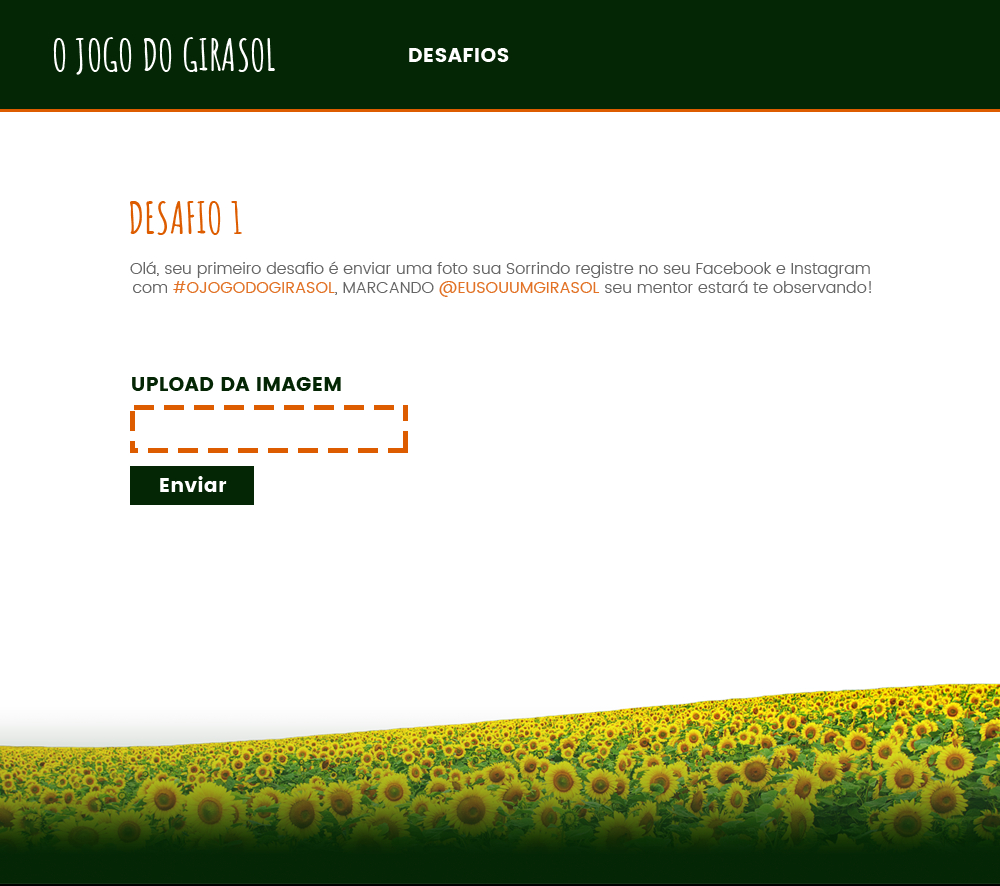 O JOGO DO GIRASOL
DESAFIOS
DESAFIO 1
Olá, seu primeiro desafio é enviar uma foto sua Sorrindo registre no seu Facebook e Instagram
com #OJOGODOGIRASOL, MARCANDO @EUSOUUMGIRASOL seu mentor estará te observando!
UPLOAD DA IMAGEM
Enviar